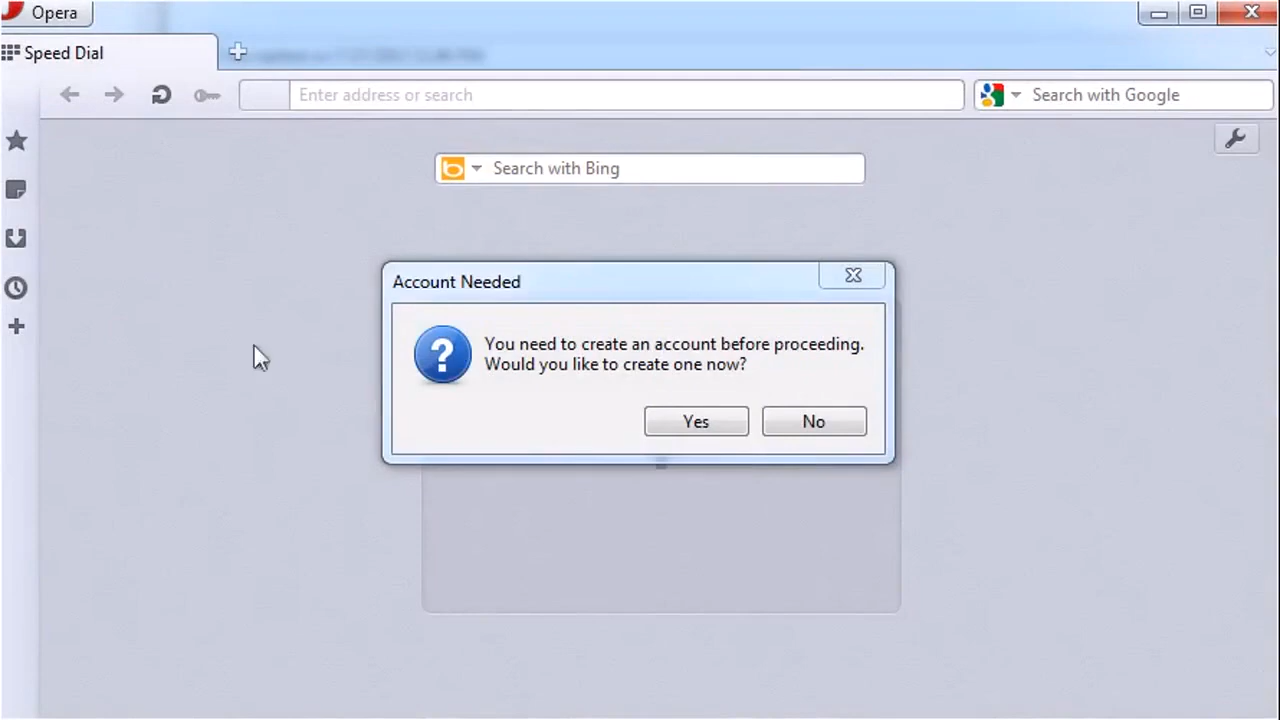 Opera
Speed Dial
Enter address or search
Search with Google
Search with Bing
Account Needed
You need to create an account before proceeding.
Would you like to create one now?
Yes
No